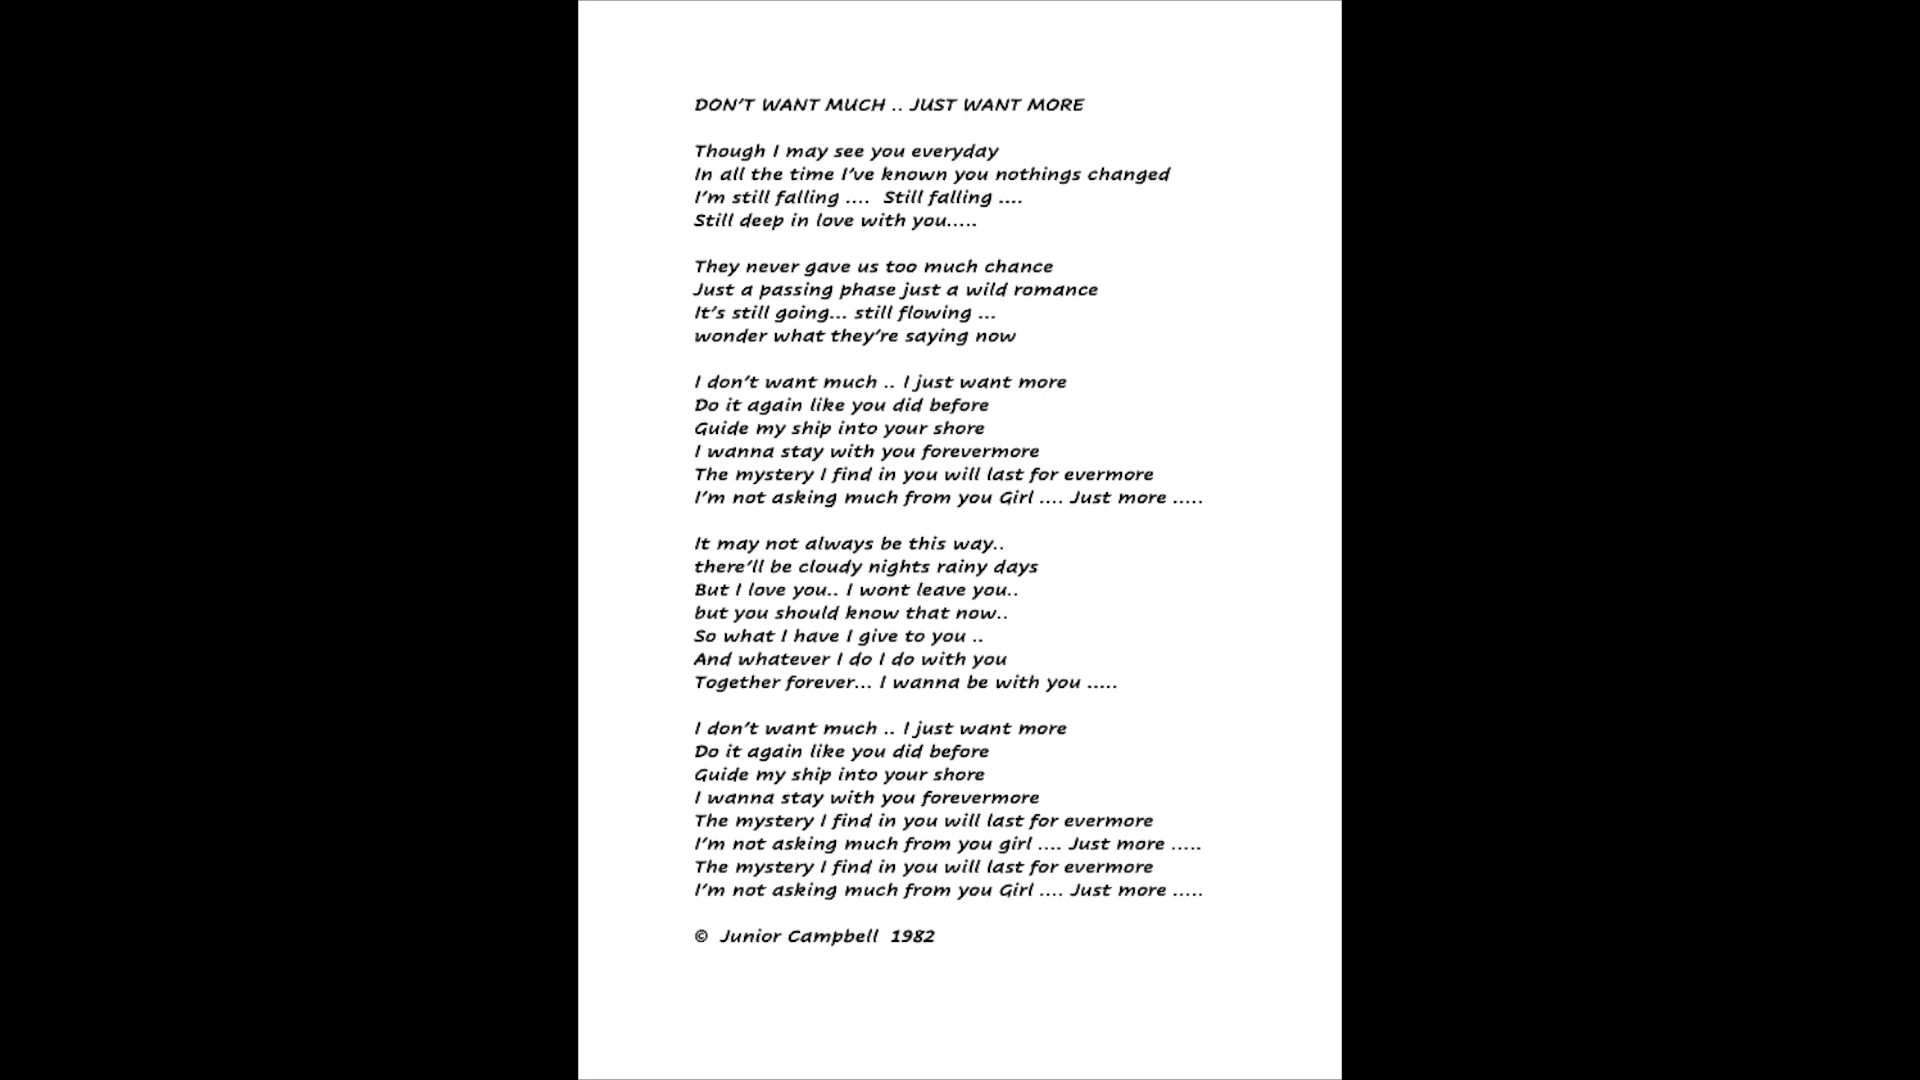 DON'T WANT MUCH .. JUST WANT MORE
Though I may see you everyday
In all the time I've known you nothings changed
I'm still falling ....  Still falling ....
Still deep in love with you.....
They never gave us too much chance
Just a passing phase just a wild romance
It's still going... still flowing ...
wonder what they're saying now
I don't want much .. I just want more
Do it again like you did before
Guide my ship into your shore
I wanna stay with you forevermore
The mystery I find in you will last for evermore
I'm not asking much from you Girl .... Just more .....
It may not always be this way..
there'll be cloudy nights rainy days
But I love you.. I wont leave you..
but you should know that now..
So what I have I give to you ..
And whatever I do I do with you
Together forever... I wanna be with you .....
I don't want much .. I just want more
Do it again like you did before
Guide my ship into your shore
I wanna stay with you forevermore
The mystery I find in you will last for evermore
I'm not asking much from you girl .... Just more .....
The mystery I find in you will last for evermore
I'm not asking much from you Girl .... Just more .....
©  Junior Campbell  1982